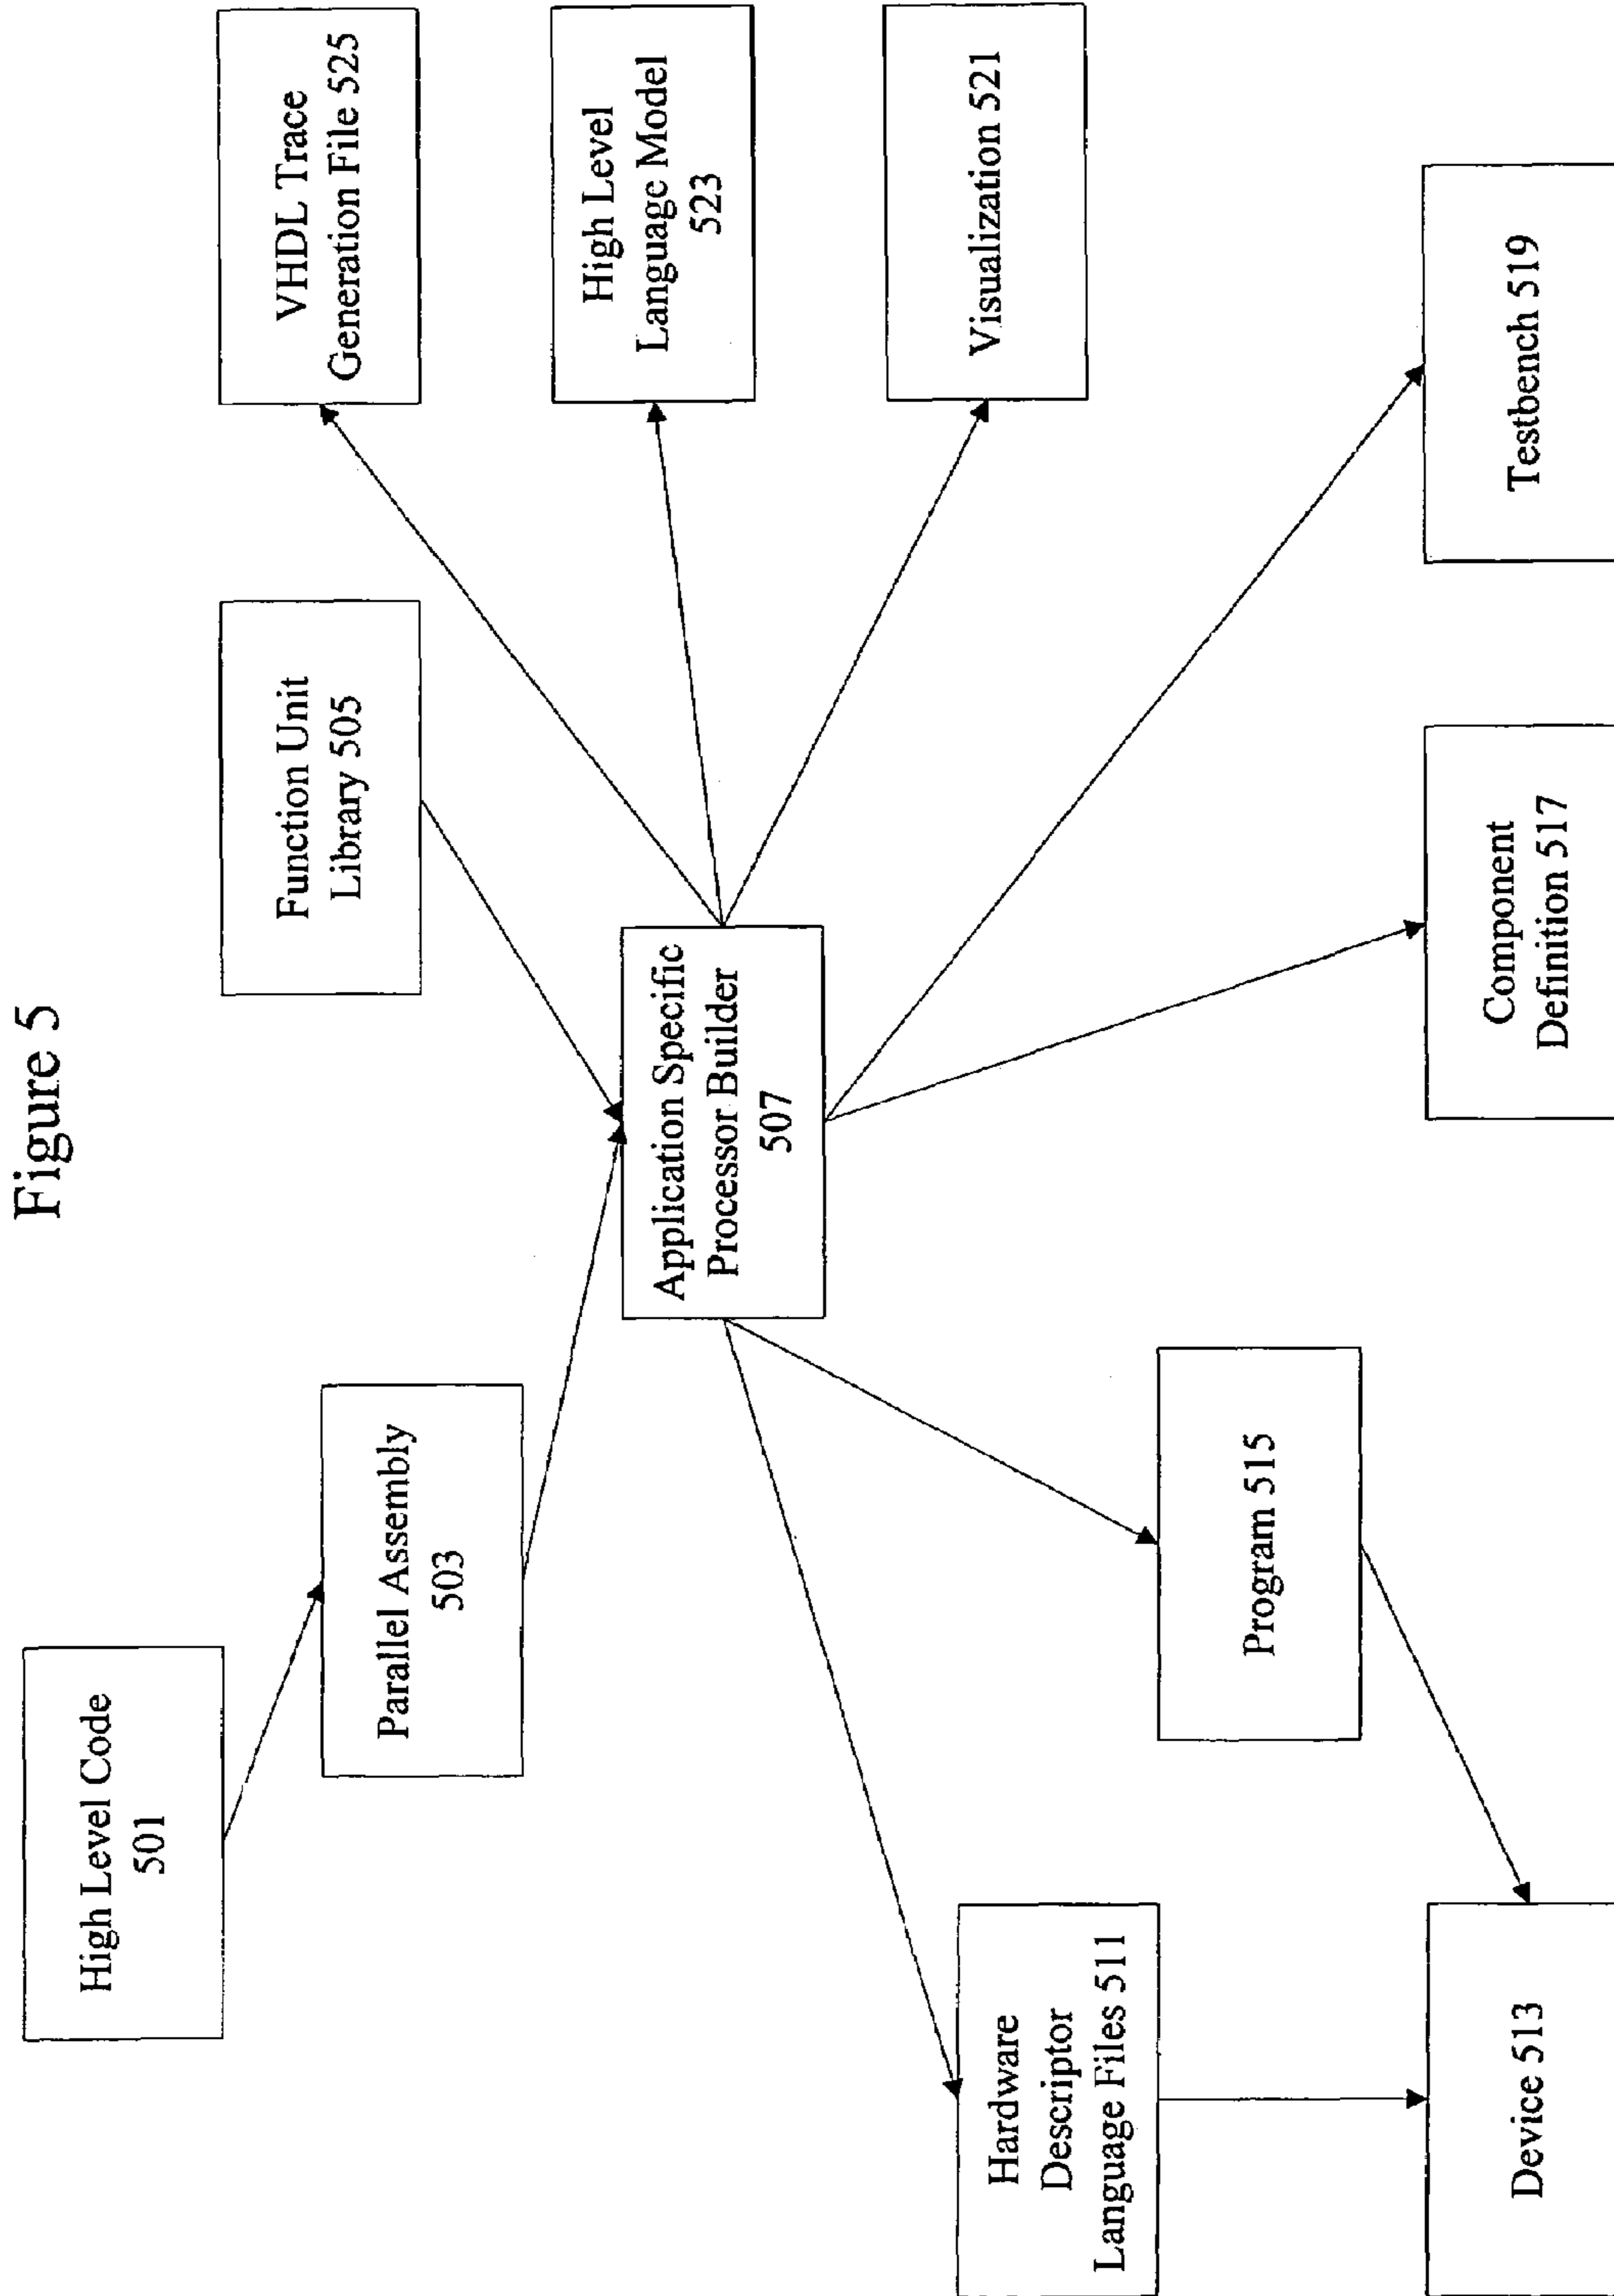 Figure 5
High Level Code
501
Parallel Assembly
503
Function Unit
Library 505
VHDL Trace
Generation File 525
Application Specific
Processor Builder
507
High Level
Language Model
523
Visualization 521
Hardware
Descriptor
Language Files 511
Program 515
Device 513
Component
Definition 517
Testbench 519